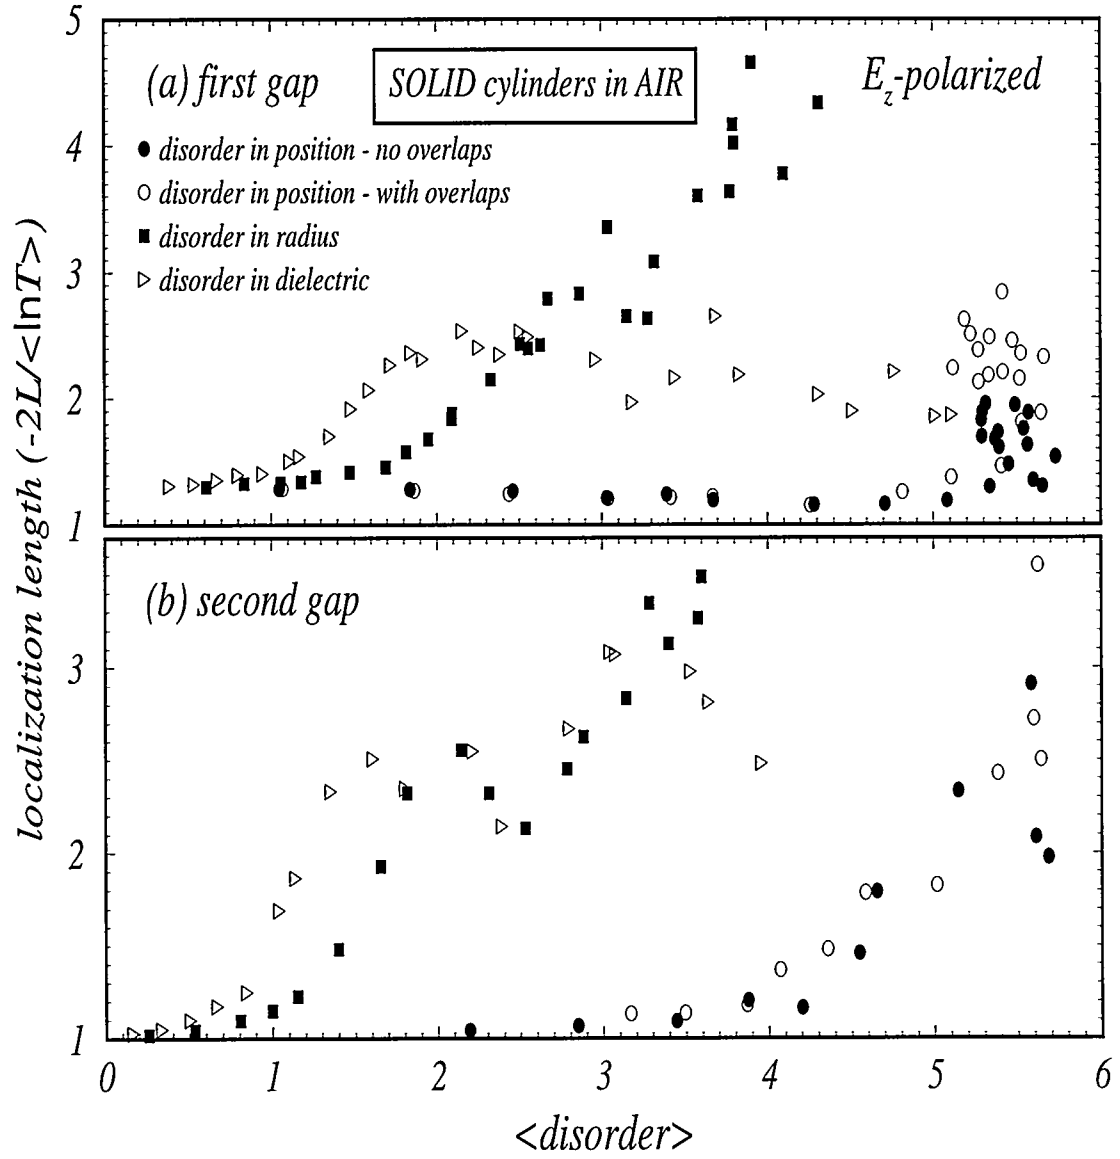 5
(a) first gap
SOLID cylinders in AIR
E_z-polarized
4
disorder in position - no overlaps
disorder in position - with overlaps
disorder in radius
disorder in dielectric
3
2
1
localization length (-2L/<lnT>)
(b) second gap
3
2
1
0 1 2 3 4 5 6
<disorder>